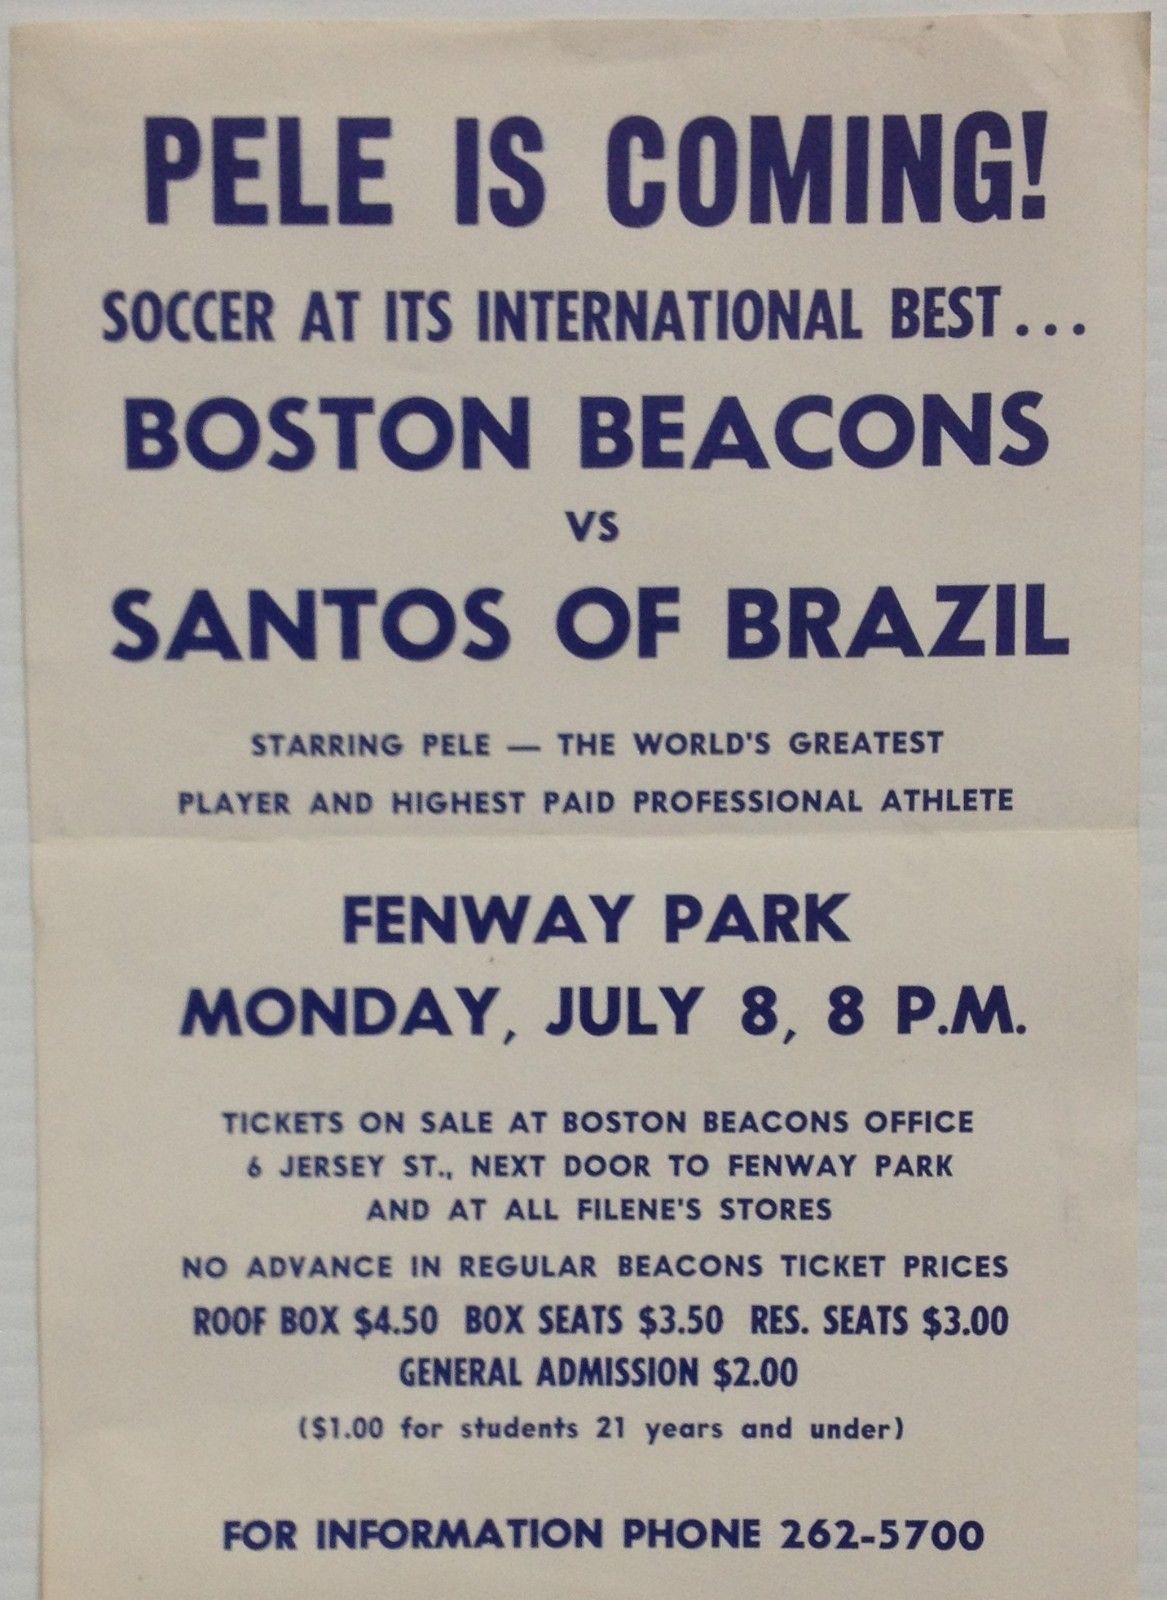 PELE IS COMING!
SOCCER AT ITS INTERNATIONAL BEST...
BOSTON BEACONS
VS
SANTOS OF BRAZIL
STARRING PELE — THE WORLD'S GREATEST
PLAYER AND HIGHEST PAID PROFESSIONAL ATHLETE
FENWAY PARK
MONDAY, JULY 8, 8 P.M.
TICKETS ON SALE AT BOSTON BEACONS OFFICE
6 JERSEY ST., NEXT DOOR TO FENWAY PARK
AND AT ALL FILENE'S STORES
NO ADVANCE IN REGULAR BEACONS TICKET PRICES
ROOF BOX $4.50 BOX SEATS $3.50 RES. SEATS $3.00
GENERAL ADMISSION $2.00
($1.00 for students 21 years and under)
FOR INFORMATION PHONE 262-5700